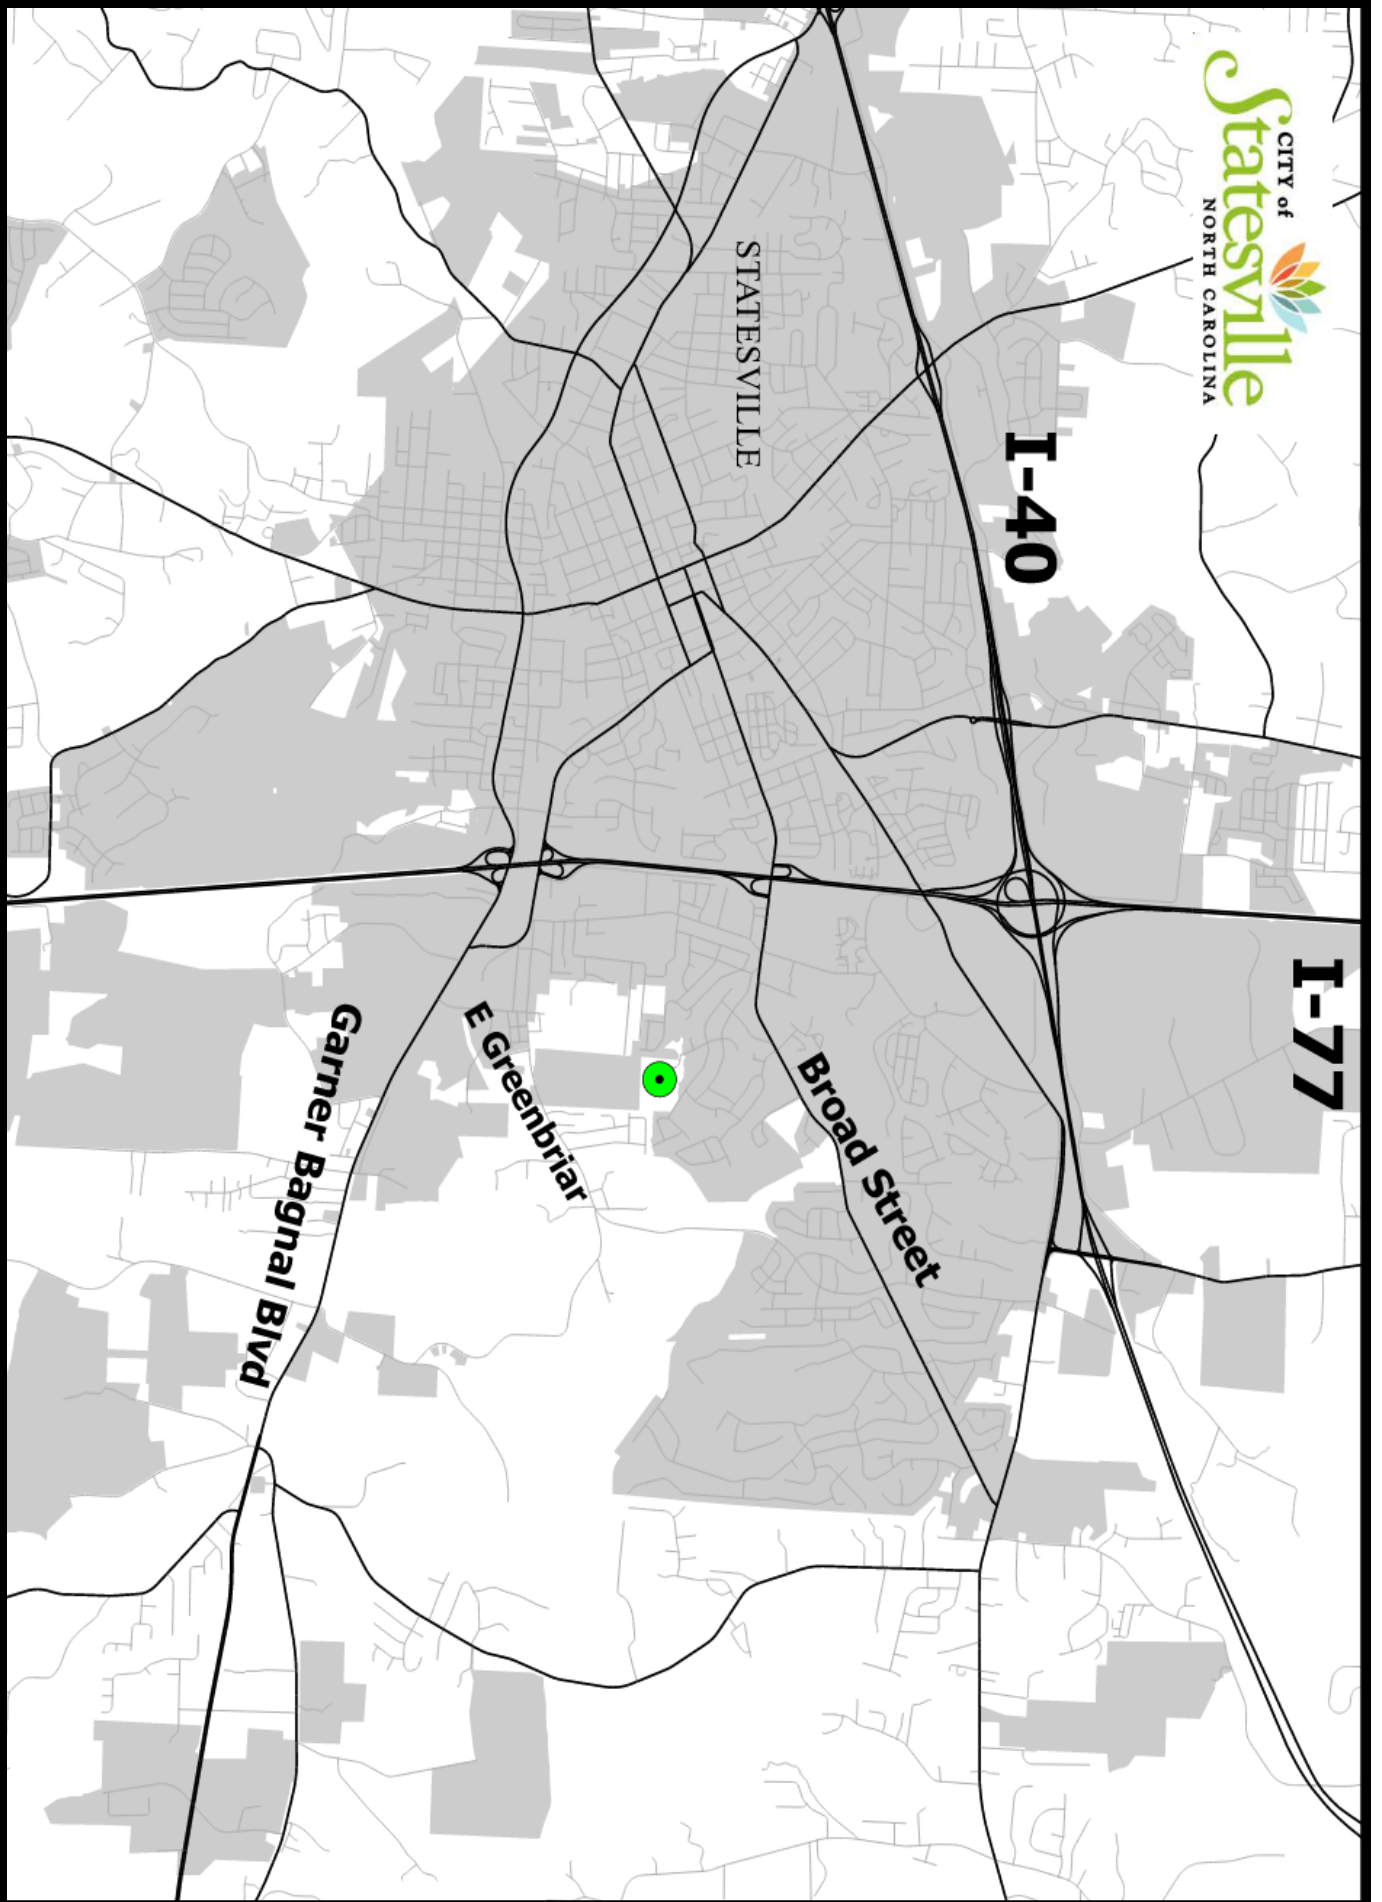 CITY of
Statesville
NORTH CAROLINA
STATESVILLE
I-40
I-77
Broad Street
E Greenbriar
Garner Bagnal Blvd